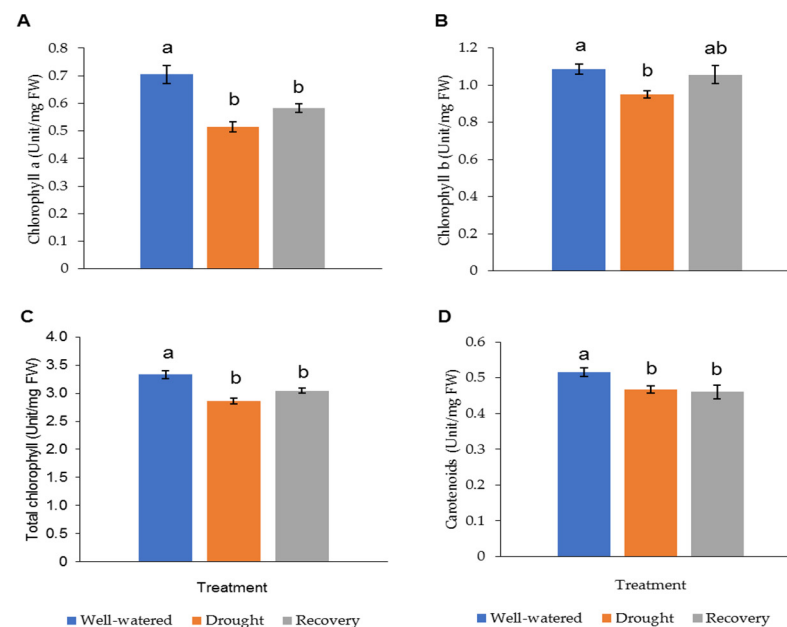 A
Chlorophyll a (Unit/mg FW)
0.8
0.7
0.6
0.5
0.4
0.3
0.2
0.1
0
a
b
b
B
Chlorophyll b (Unit/mg FW)
1.2
1.0
0.8
0.6
0.4
1.2
0
a
b
ab
C
Total chlorophyll (Unit/mg FW)
4.0
3.5
3.0
2.5
2.0
1.5
1.0
0.5
0
a
b
b
Treatment
Well-watered Drought Recovery
D
Carotenoids (Unit/mg FW)
0.6
0.5
0.4
0.3
0.2
0.1
0
a
b
b
Treatment
Well-watered Drought Recovery